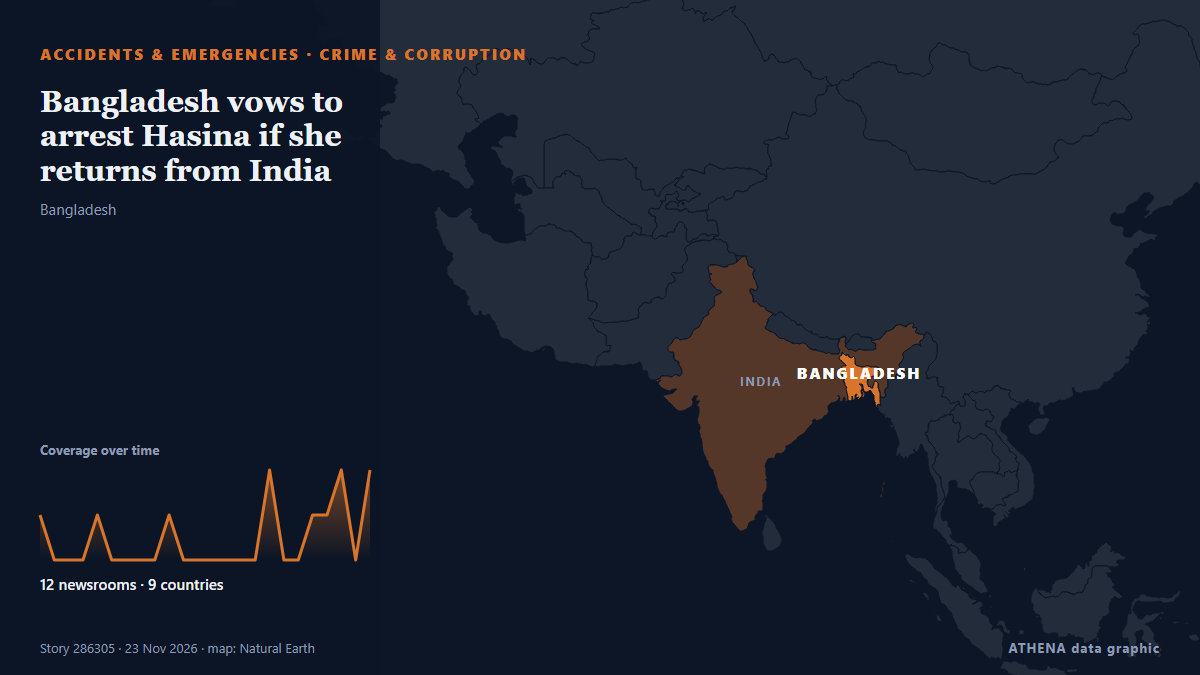 ACCIDENTS & EMERGENCIES · CRIME & CORRUPTION
Bangladesh vows to
arrest Hasina if she
returns from India
Bangladesh
INDIA
BANGLADESH
Coverage over time
12 newsrooms · 9 countries
Story 286305 · 23 Nov 2026 · map: Natural Earth
ATHENA data graphic